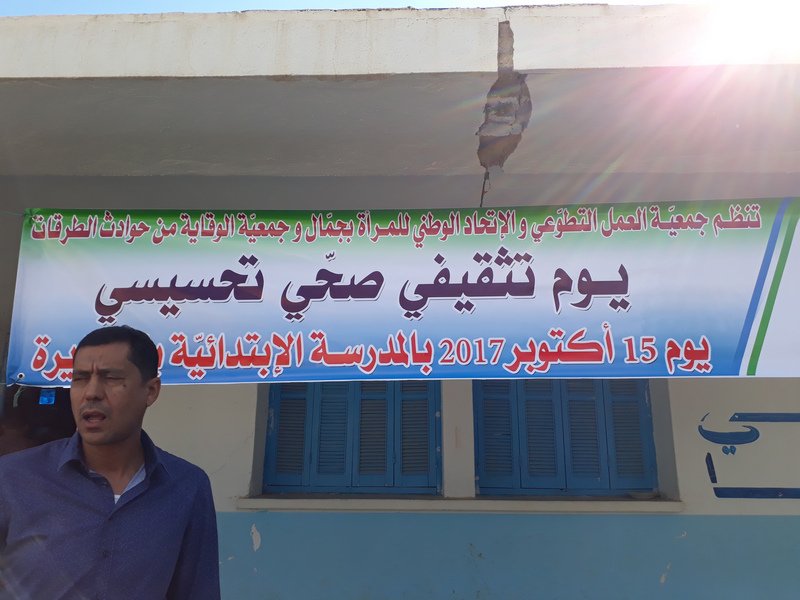 تنظّم جمعيّة العمل التطوّعي و الإتحاد الوطني للمرأة بجمّال و جمعيّة الوقاية من حوادث الطرقات
يوم تثقيفي صحّي تحسيسي
يوم 15 أكتوبر 2017 بالمدرسة الإبتدائيّة